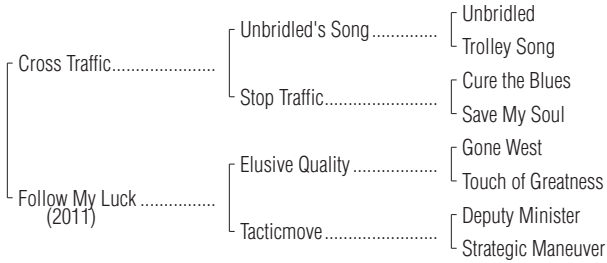 Unbridled
Unbridled's Song..............
Trolley Song
Cross Traffic......................
Cure the Blues
Stop Traffic........................
Save My Soul
Gone West
Elusive Quality ..................
Touch of Greatness
Follow My Luck ................
(2011)
Deputy Minister
Tacticmove........................
Strategic Maneuver